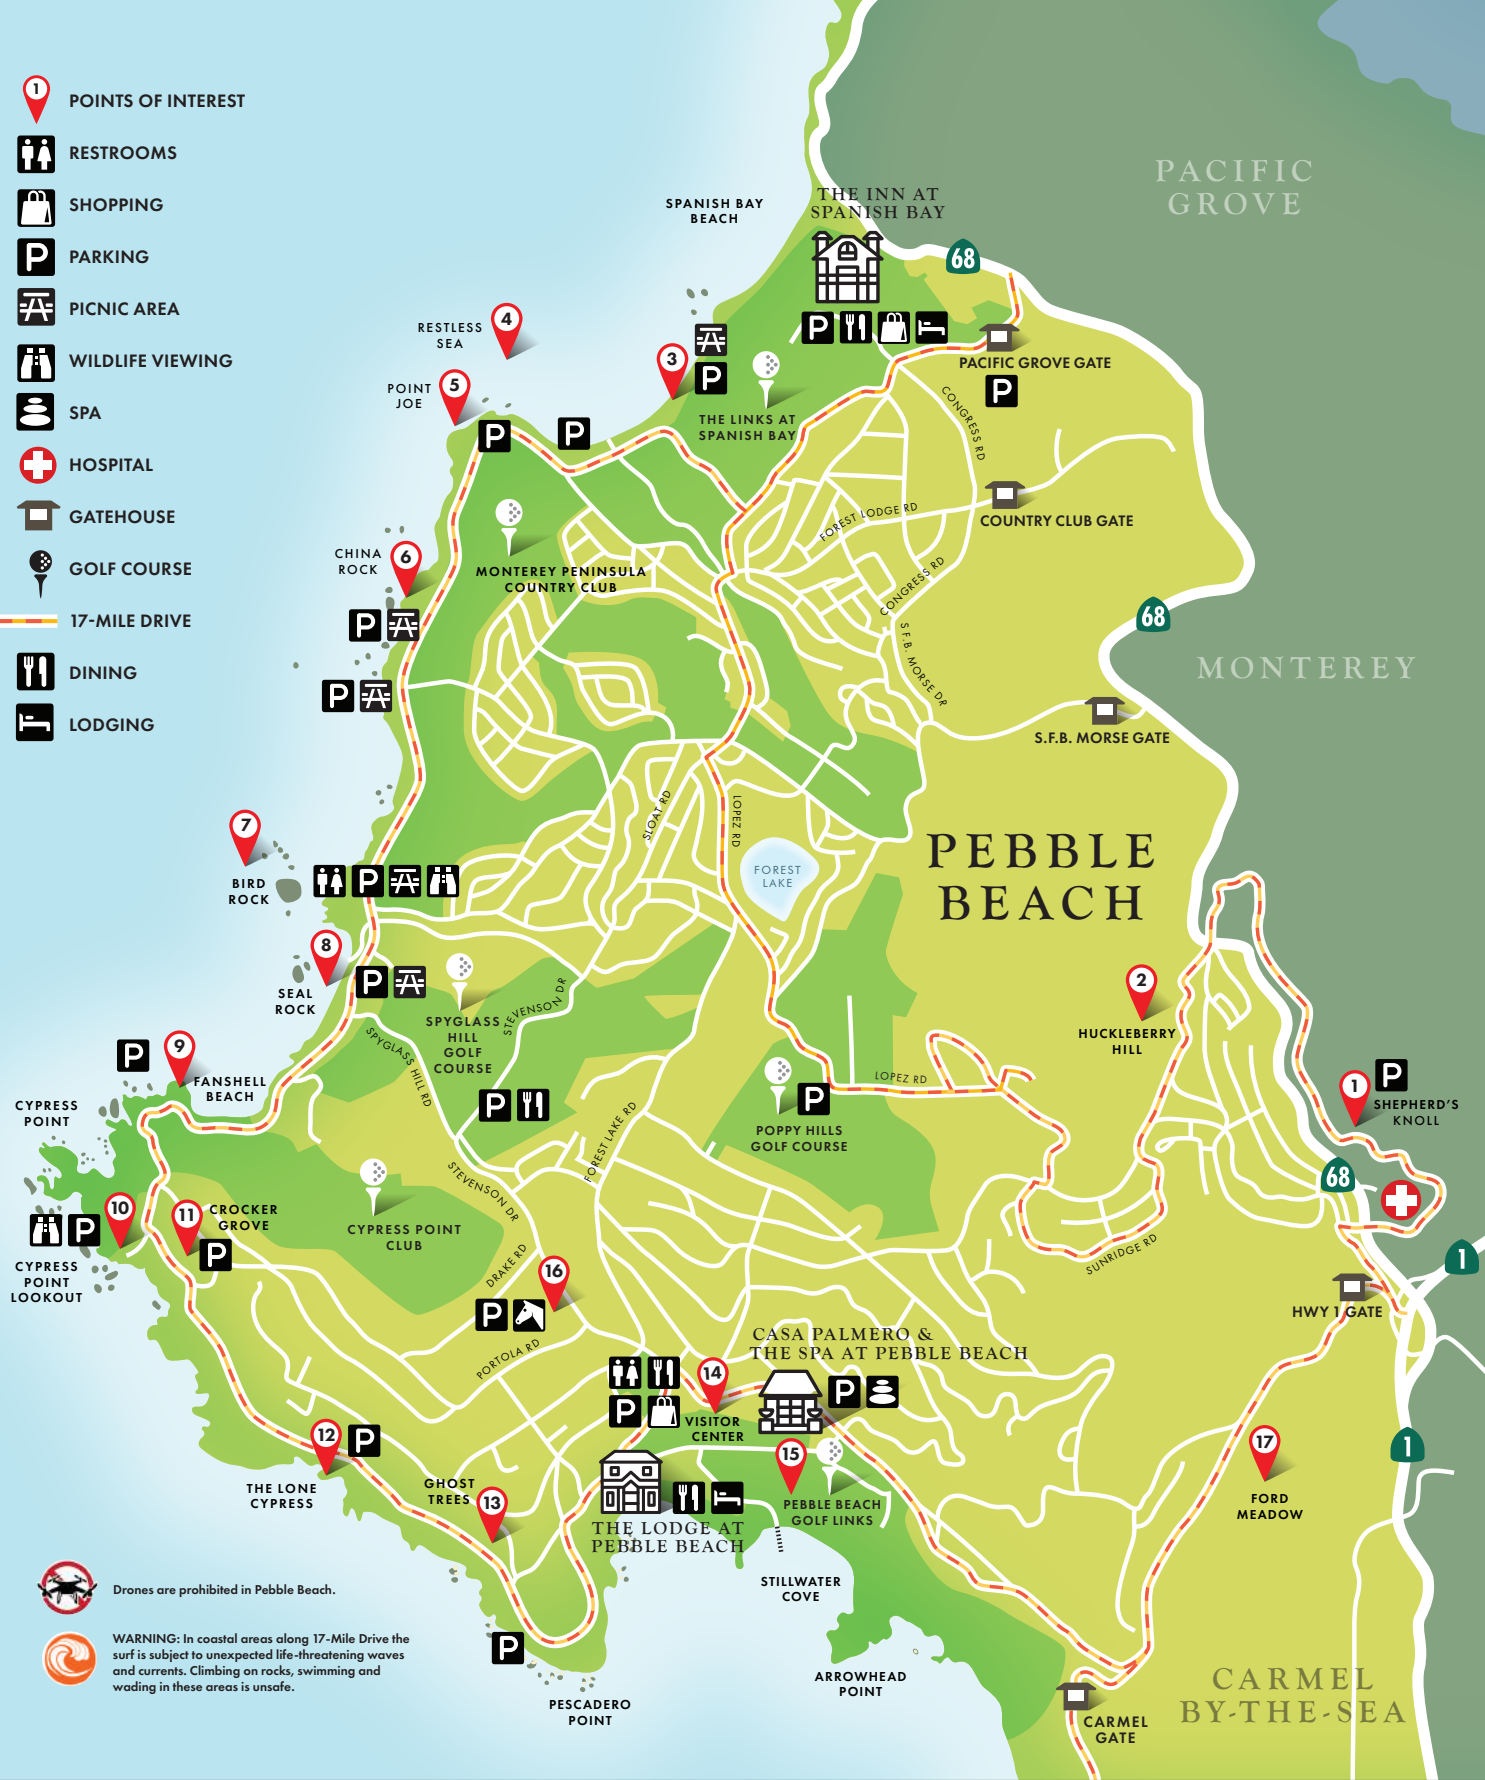 1
POINTS OF INTEREST
RESTROOMS
SHOPPING
P
PARKING
PICNIC AREA
WILDLIFE VIEWING
SPA
HOSPITAL
GATEHOUSE
GOLF COURSE
17-MILE DRIVE
DINING
LODGING
PACIFIC
GROVE
THE INN AT
SPANISH BAY
SPANISH BAY
BEACH
68
RESTLESS
SEA
4
P
3
P
PACIFIC GROVE GATE
P
POINT
JOE
5
P
P
THE LINKS AT
SPANISH BAY
CONGRESS RD
FOREST LODGE RD
COUNTRY CLUB GATE
CHINA
ROCK
6
MONTEREY PENINSULA
COUNTRY CLUB
CONGRESS RD
68
P
S.F.B. MORSE DR
MONTEREY
P
S.F.B. MORSE GATE
SLOAT RD
LOPEZ RD
7
BIRD
ROCK
P
FOREST
LAKE
PEBBLE
BEACH
8
SEAL
ROCK
P
SPYGLASS
HILL
GOLF
COURSE
STEVENSON DR
SPYGLASS HILL RD
2
HUCKLEBERRY
HILL
P
9
FANSHELL
BEACH
CYPRESS
POINT
P
FOREST LAKE RD
P
POPPY HILLS
GOLF COURSE
LOPEZ RD
1
P
SHEPHERD'S
KNOLL
68
STEVENSON DR
P
10
11
CROCKER
GROVE
P
CYPRESS POINT
CLUB
CYPRESS
POINT
LOOKOUT
DRAKE RD
SUNRIDGE RD
1
16
P
HWY 1 GATE
PORTOLA RD
CASA PALMERO &
THE SPA AT PEBBLE BEACH
P
14
P
VISITOR
CENTER
12
P
THE LONE
CYPRESS
GHOST
TREES
13
15
PEBBLE BEACH
GOLF LINKS
17
FORD
MEADOW
1
THE LODGE AT
PEBBLE BEACH
STILLWATER
COVE
P
PESCADERO
POINT
ARROWHEAD
POINT
CARMEL
BY-THE-SEA
CARMEL
GATE
Drones are prohibited in Pebble Beach.
WARNING: In coastal areas along 17-Mile Drive the
surf is subject to unexpected life-threatening waves
and currents. Climbing on rocks, swimming and
wading in these areas is unsafe.